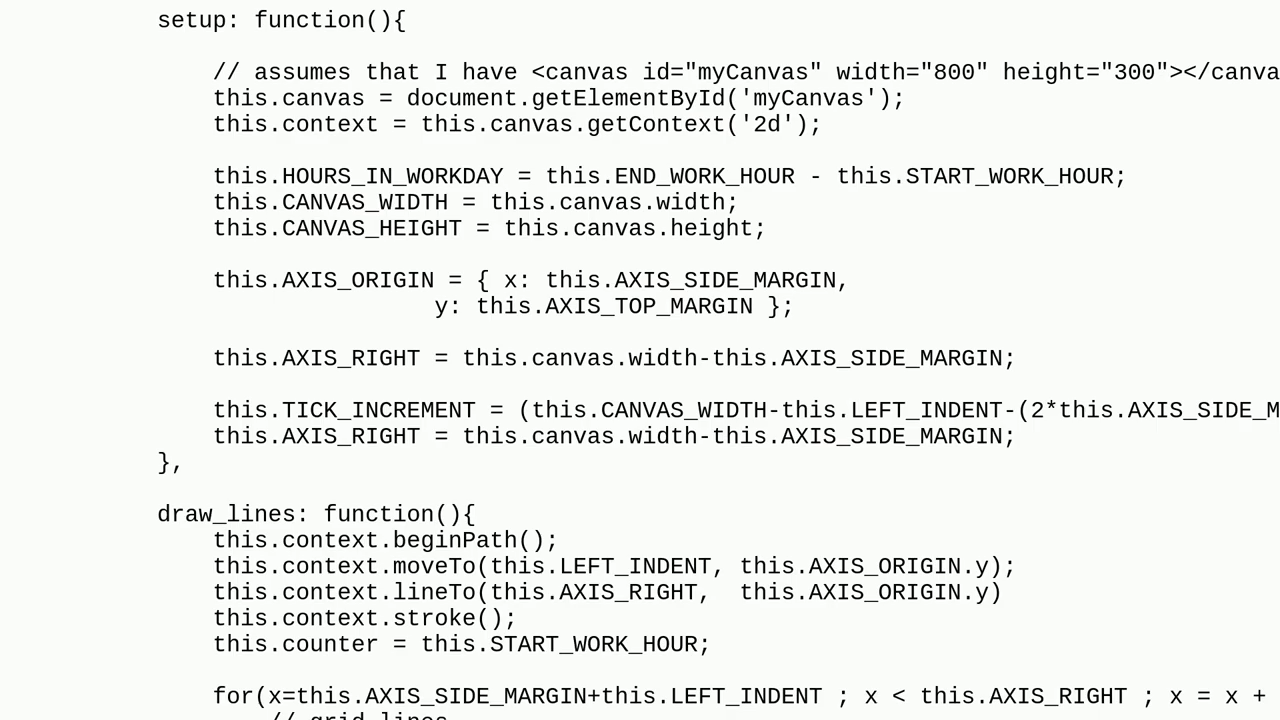 setup: function(){
// assumes that I have <canvas id="myCanvas" width="800" height="300"></canva
this.canvas = document.getElementById('myCanvas');
this.context = this.canvas.getContext('2d');
this.HOURS_IN_WORKDAY = this.END_WORK_HOUR - this.START_WORK_HOUR;
this.CANVAS_WIDTH = this.canvas.width;
this.CANVAS_HEIGHT = this.canvas.height;
this.AXIS_ORIGIN = { x: this.AXIS_SIDE_MARGIN,
y: this.AXIS_TOP_MARGIN };
this.AXIS_RIGHT = this.canvas.width-this.AXIS_SIDE_MARGIN;
this.TICK_INCREMENT = (this.CANVAS_WIDTH-this.LEFT_INDENT-(2*this.AXIS_SIDE_M
this.AXIS_RIGHT = this.canvas.width-this.AXIS_SIDE_MARGIN;
},
draw_lines: function(){
this.context.beginPath();
this.context.moveTo(this.LEFT_INDENT, this.AXIS_ORIGIN.y);
this.context.lineTo(this.AXIS_RIGHT,  this.AXIS_ORIGIN.y)
this.context.stroke();
this.counter = this.START_WORK_HOUR;
for(x=this.AXIS_SIDE_MARGIN+this.LEFT_INDENT ; x < this.AXIS_RIGHT ; x = x +
// grid lines